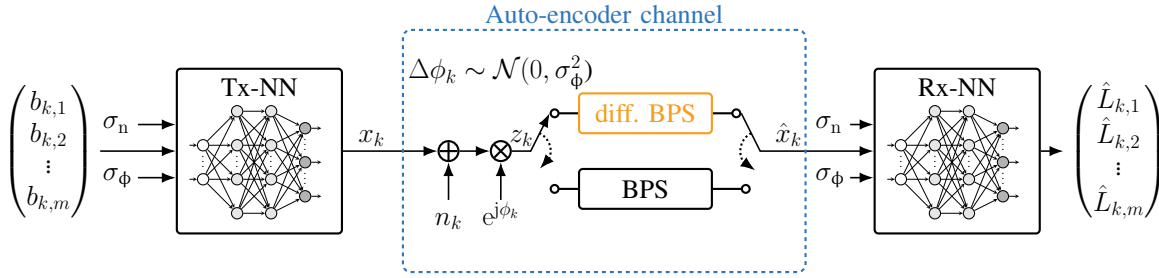 Auto-encoder channel
Δϕ_k ∼ 𝒩(0, σ_ϕ^2)
b_{k,1}
b_{k,2}
⋮
b_{k,m}
σ_n
σ_ϕ
Tx-NN
x_k
n_k
e^{jϕ_k}
z_k
diff. BPS
BPS
x̂_k
σ_n
σ_ϕ
Rx-NN
L̂_{k,1}
L̂_{k,2}
⋮
L̂_{k,m}